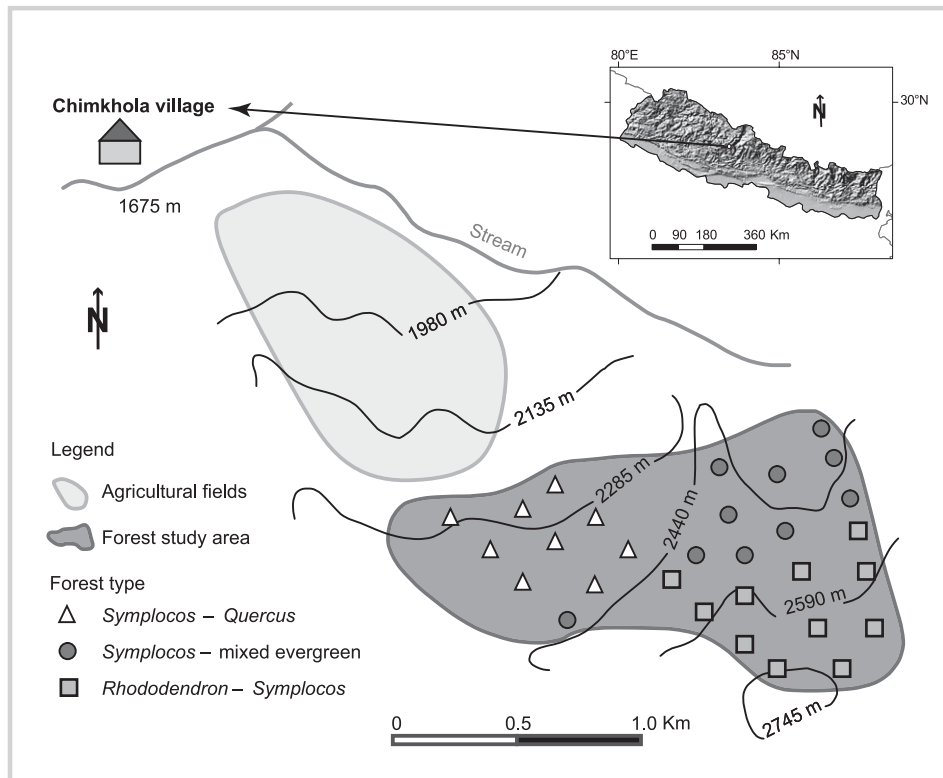 80°E
85°N
30°N
N
0 90 180 360 Km
Chimkhola village
1675 m
Stream
N
1980 m
2135 m
2285 m
2440 m
2590 m
2745 m
Legend
Agricultural fields
Forest study area
Forest type
Symplocos – Quercus
Symplocos – mixed evergreen
Rhododendron – Symplocos
0 0.5 1.0 Km